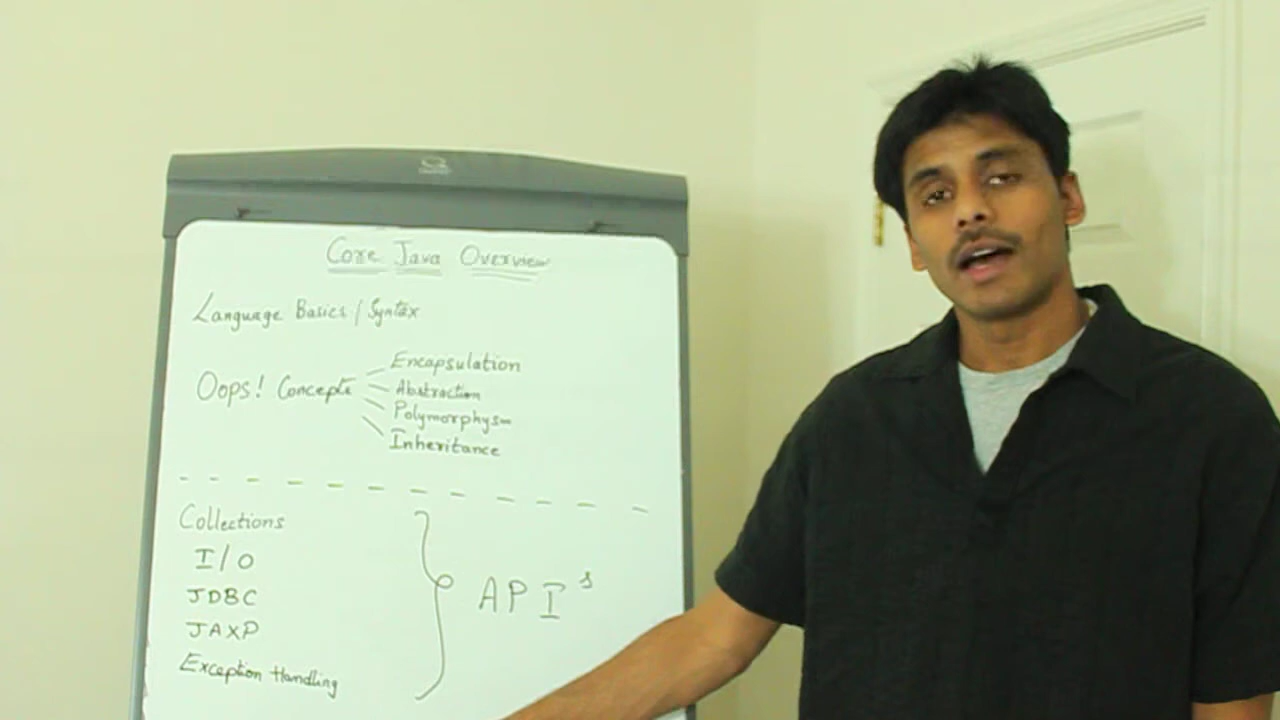 Core Java Overview
Language Basics / Syntax
Oops! Concepts
Encapsulation
Abstraction
Polymorphysm
Inheritance
Collections
I/O
JDBC
JAXP
Exception Handling
API s